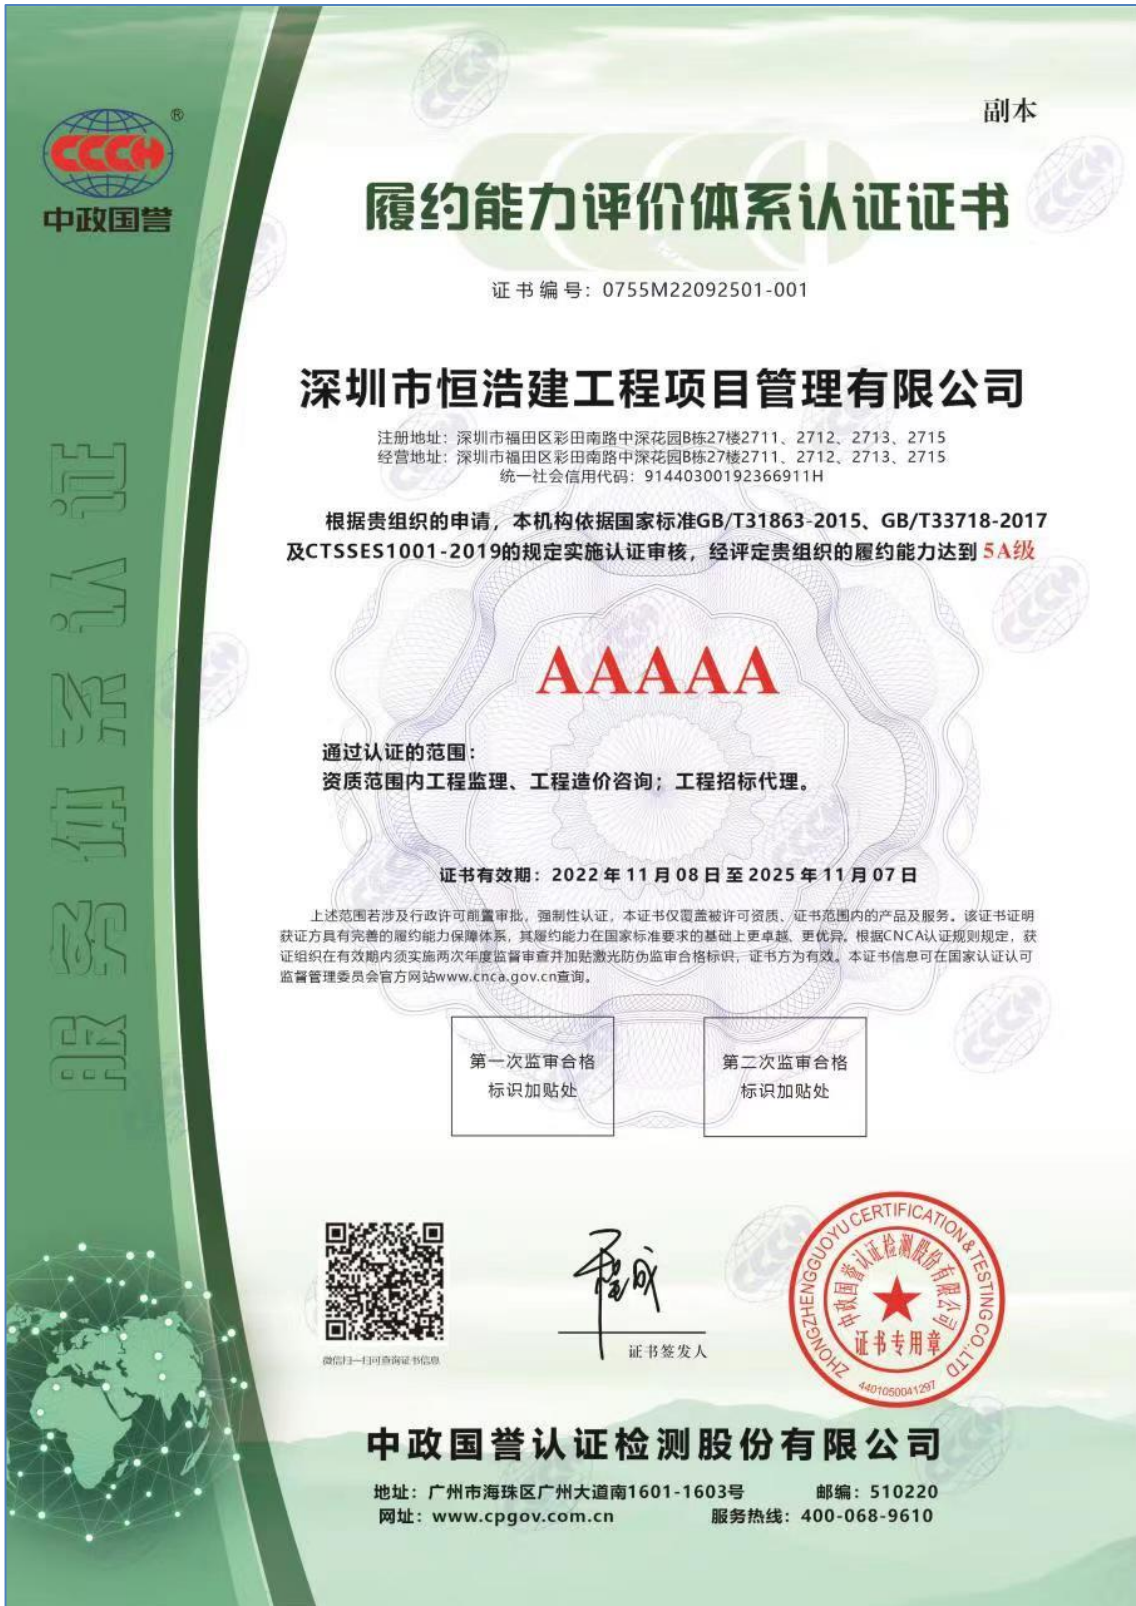 副本
CCCH
®
中政国誉
履约能力评价体系认证证书
证书编号：0755M22092501-001
深圳市恒浩建工程项目管理有限公司
注册地址：深圳市福田区彩田南路中深花园B栋27楼2711、2712、2713、2715
经营地址：深圳市福田区彩田南路中深花园B栋27楼2711、2712、2713、2715
统一社会信用代码：91440300192366911H
根据贵组织的申请，本机构依据国家标准GB/T31863-2015、GB/T33718-2017
及CTSSES1001-2019的规定实施认证审核，经评定贵组织的履约能力达到 5A级
AAAAA
通过认证的范围：
资质范围内工程监理、工程造价咨询；工程招标代理。
证书有效期：2022年11月08日至2025年11月07日
上述范围若涉及行政许可前置审批，强制性认证，本证书仅覆盖被许可资质、证书范围内的产品及服务。该证书证明
获证方具有完善的履约能力保障体系，其履约能力在国家标准要求的基础上更卓越、更优异。根据CNCA认证规则规定，获
证组织在有效期内须实施两次年度监督审查并加贴激光防伪监审合格标识，证书方为有效。本证书信息可在国家认证认可
监督管理委员会官方网站www.cnca.gov.cn查询。
第一次监审合格
标识加贴处
第二次监审合格
标识加贴处
服务体系认证
微信扫一扫可查询证书信息
程成
证书签发人
ZHONGZHENGGUOYU CERTIFICATION & TESTING CO.,LTD
中政国誉认证检测股份有限公司
证书专用章
4401050041297
中政国誉认证检测股份有限公司
地址：广州市海珠区广州大道南1601-1603号 邮编：510220
网址：www.cpgov.com.cn 服务热线：400-068-9610